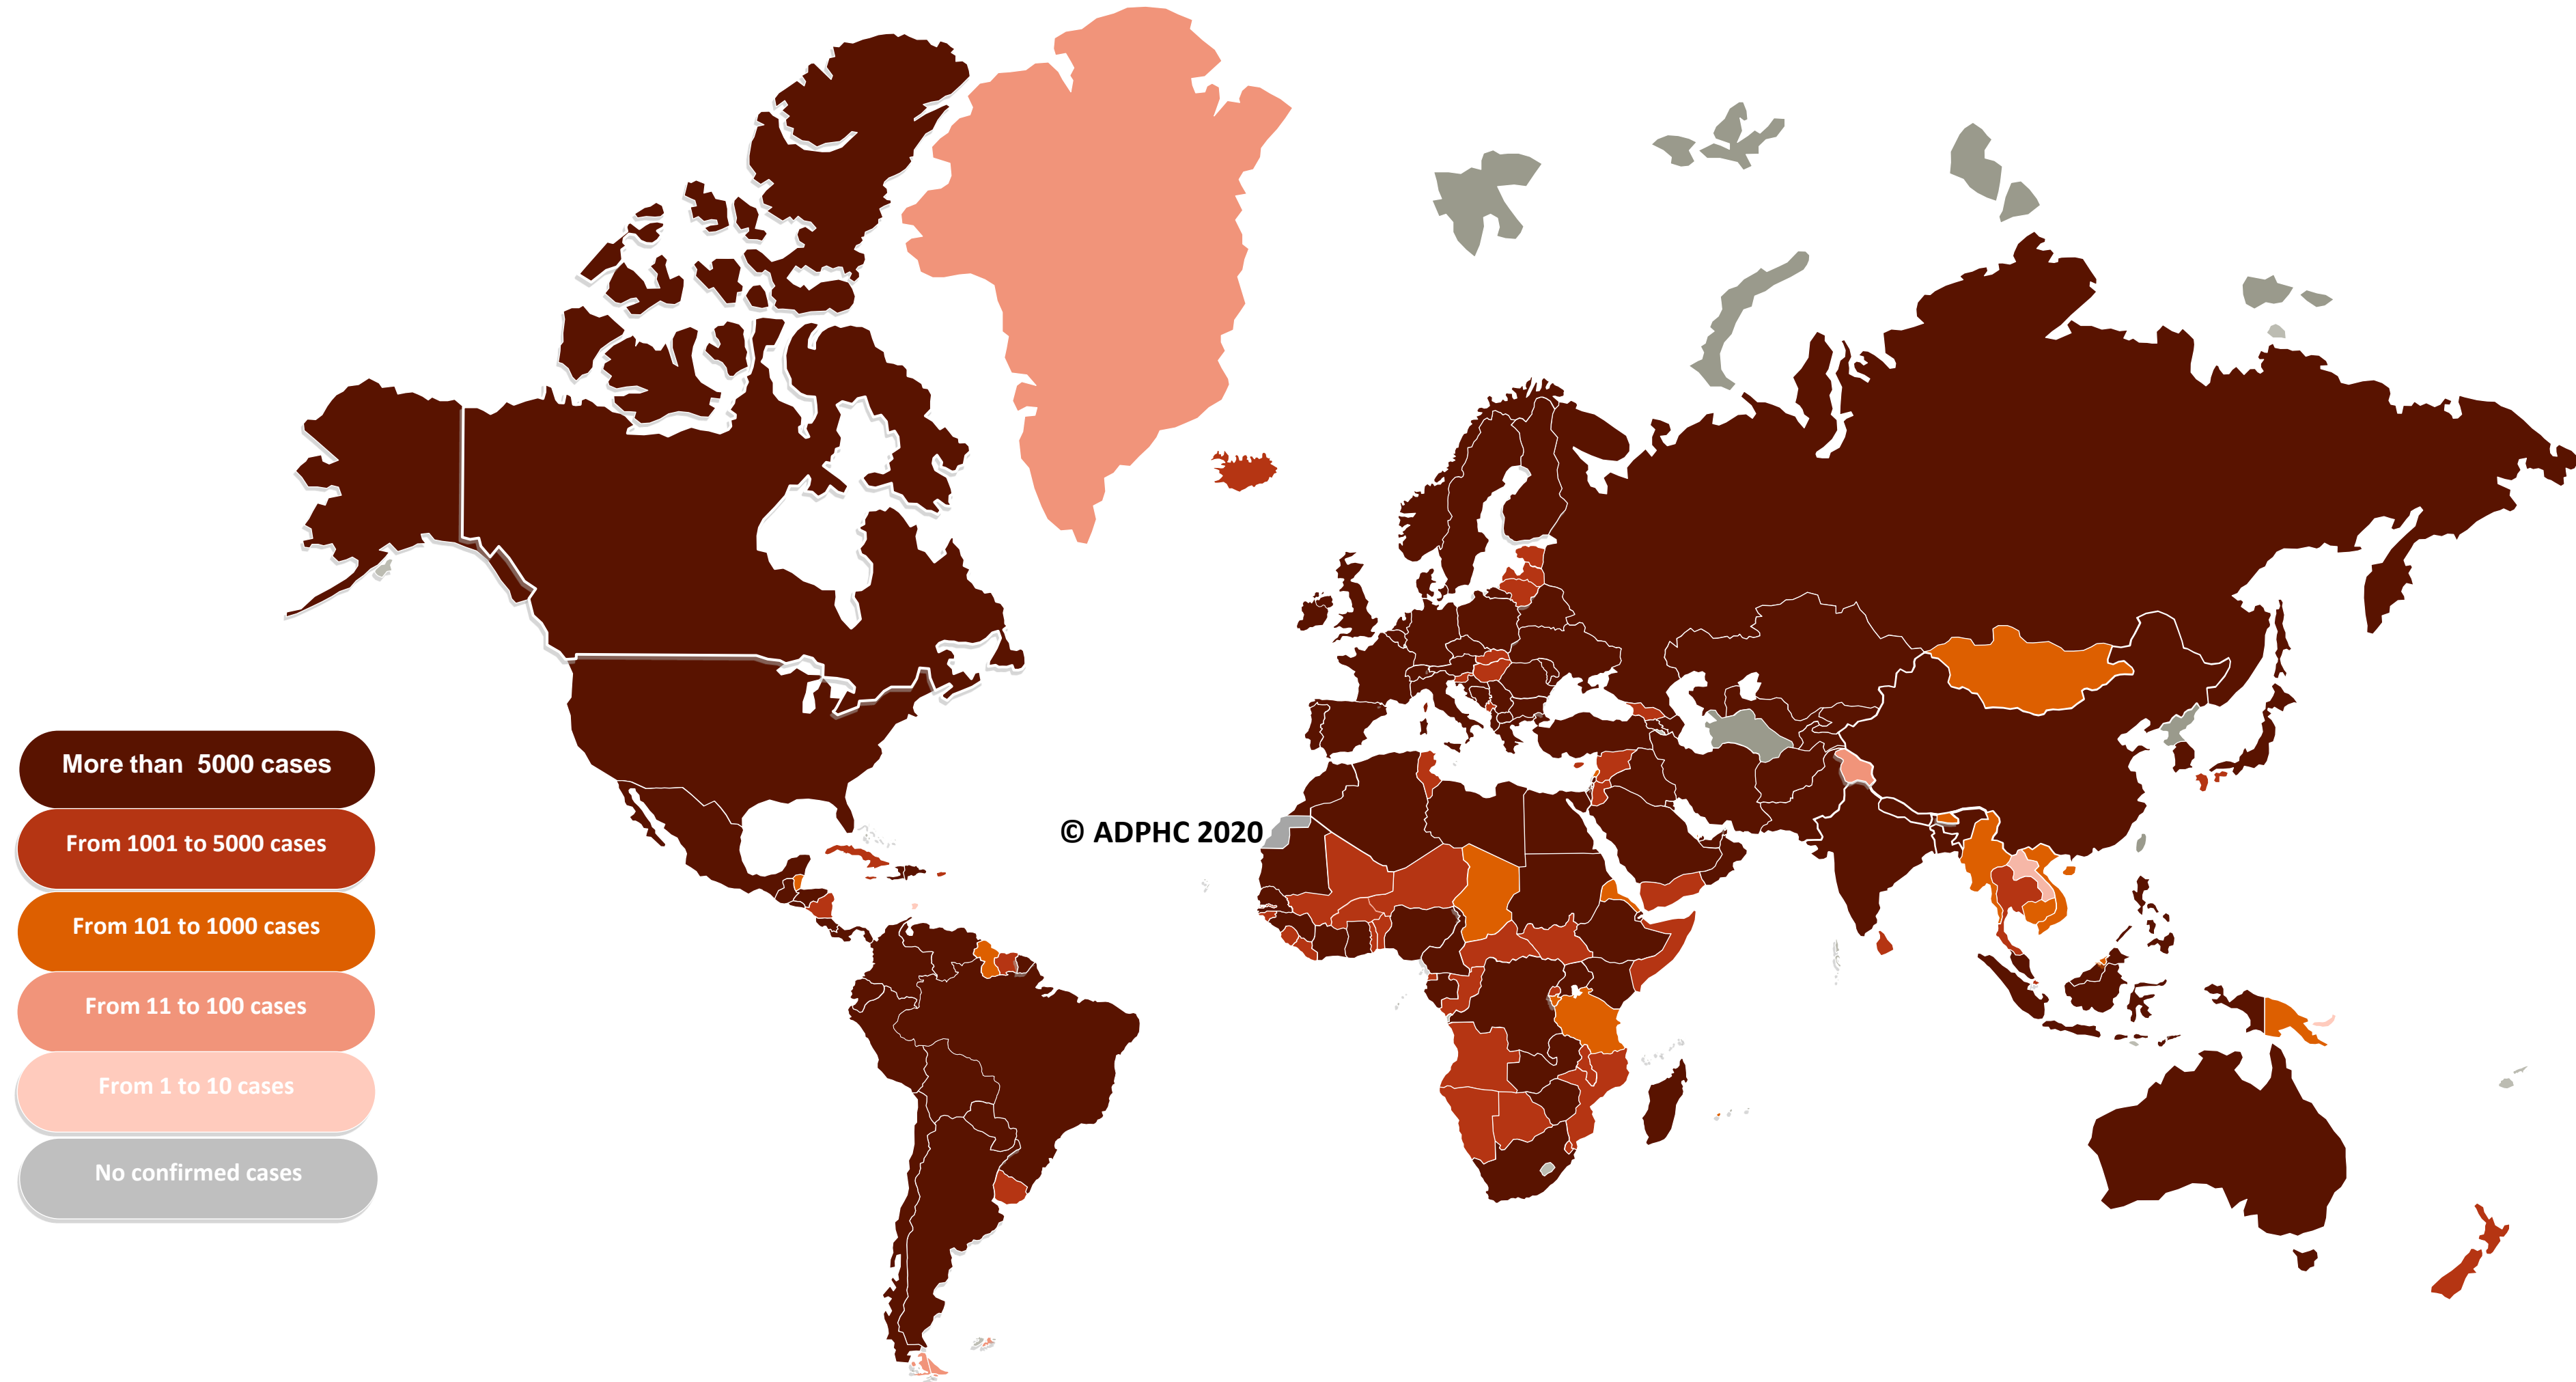 More than  5000 cases
From 1001 to 5000 cases
From 101 to 1000 cases
From 11 to 100 cases
From 1 to 10 cases
No confirmed cases
© ADPHC 2020